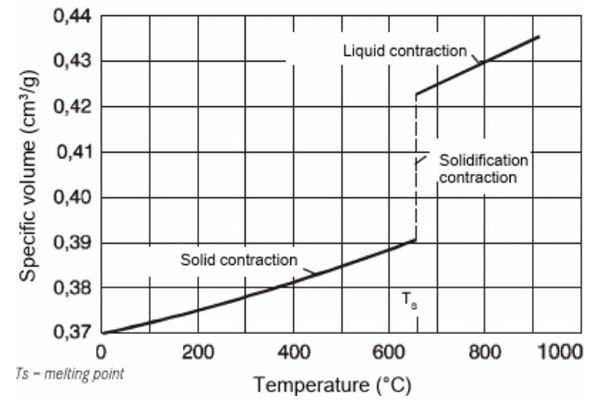 0,44
0,43
0,42
0,41
0,40
0,39
0,38
0,37
Specific volume (cm³/g)
Liquid contraction
Solidification
contraction
Solid contraction
Tₛ
0
200
400
600
800
1000
Ts – melting point
Temperature (°C)